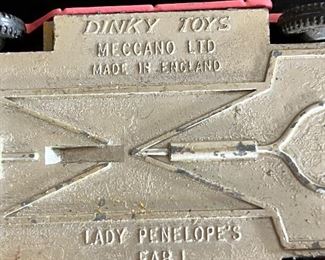 DINKY TOYS
MECCANO LTD
MADE IN ENGLAND
LADY PENELOPE'S
FAB 1